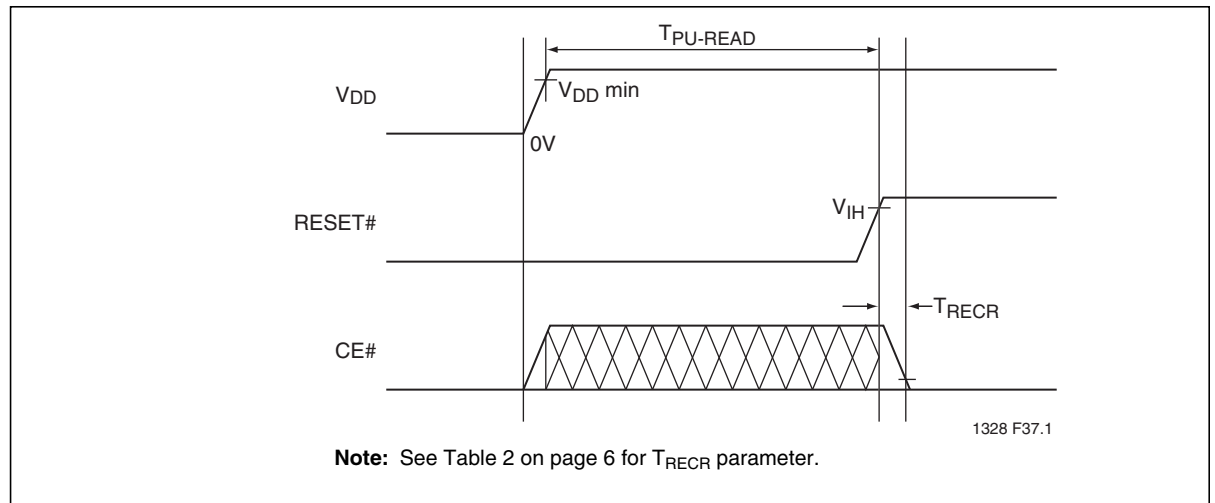 TPU-READ
VDD
VDD min
0V
RESET#
VIH
TRECR
CE#
1328 F37.1
Note: See Table 2 on page 6 for TRECR parameter.